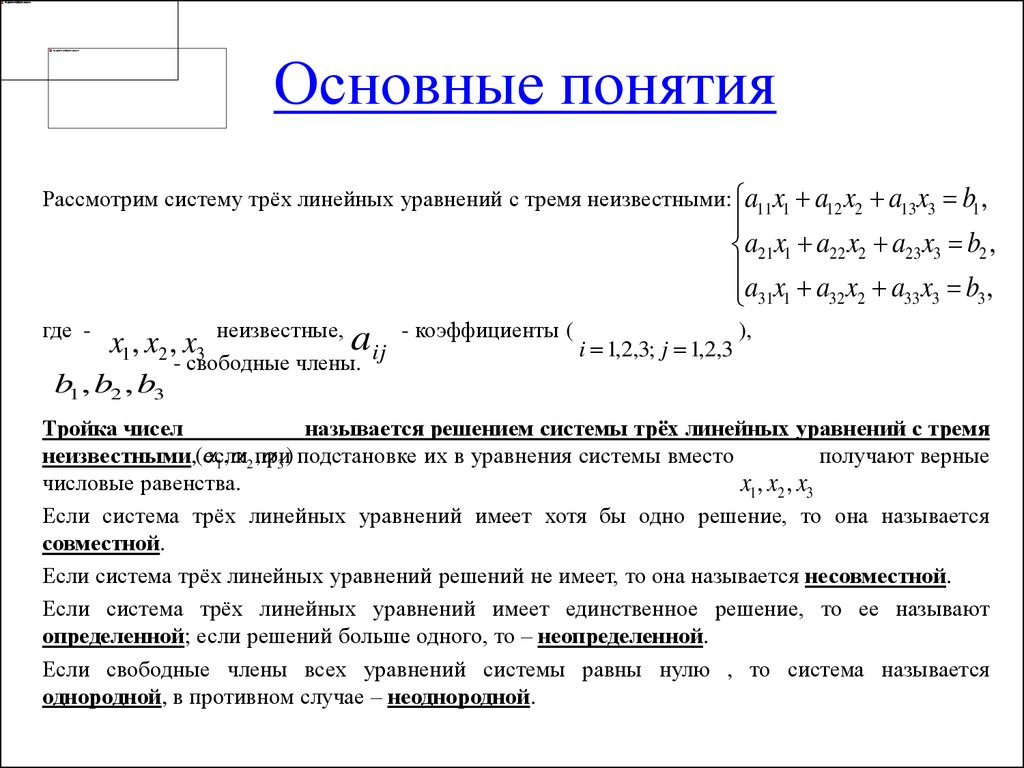 Основные понятия
Рассмотрим систему трёх линейных уравнений с тремя неизвестными: a11x1 + a12x2 + a13x3 = b1,
a21x1 + a22x2 + a23x3 = b2,
a31x1 + a32x2 + a33x3 = b3,
где - x1, x2, x3 неизвестные, aij - коэффициенты ( i = 1,2,3; j = 1,2,3 ),
b1, b2, b3 - свободные члены.
Тройка чисел называется решением системы трёх линейных уравнений с тремя
неизвестными, если при подстановке их в уравнения системы вместо получают верные
числовые равенства. x1, x2, x3
Если система трёх линейных уравнений имеет хотя бы одно решение, то она называется
совместной.
Если система трёх линейных уравнений решений не имеет, то она называется несовместной.
Если система трёх линейных уравнений имеет единственное решение, то ее называют
определенной; если решений больше одного, то – неопределенной.
Если свободные члены всех уравнений системы равны нулю , то система называется
однородной, в противном случае – неоднородной.